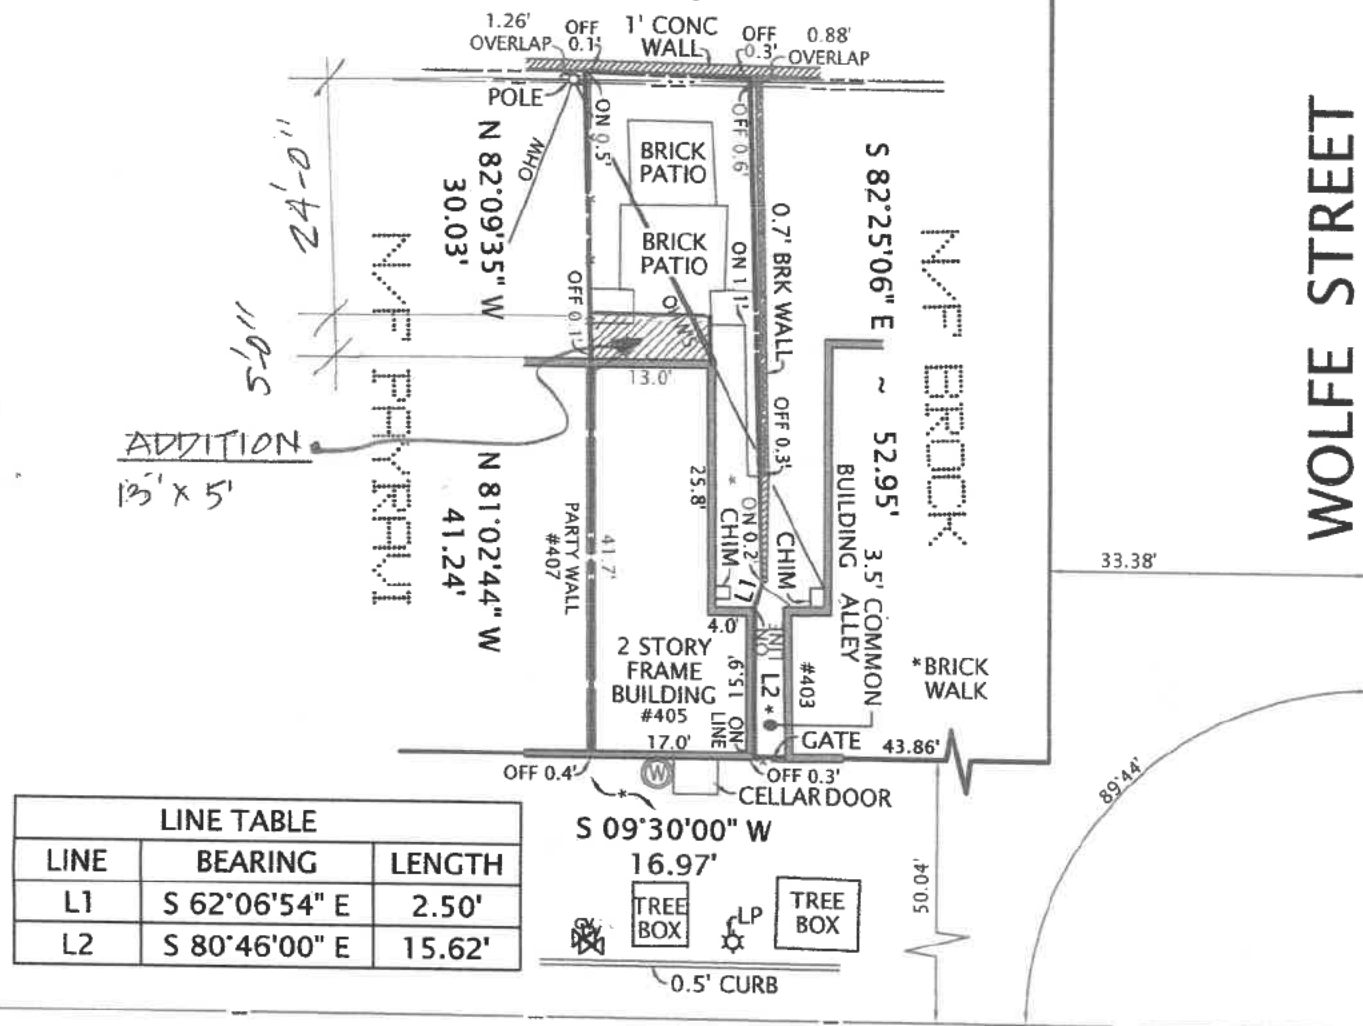 1.26'
OVERLAP
OFF
0.1'
1' CONC
WALL
OFF
0.3'
0.88'
OVERLAP
POLE
OHW
ON 0.5'
OFF 0.6'
BRICK
PATIO
BRICK
PATIO
N 82°09'35" W
30.03'
S 82°25'06" E ~ 52.95'
0.7' BRK WALL
ON 1.1'
OFF 0.1'
24'-0"
5'-0"
N/F PAYRAVI
N/F BROCK
WOLFE STREET
ADDITION
13' X 5'
13.0'
25.8'
OFF 0.3'
ON 0.2'
*
CHIM
CHIM
L1
N 81°02'44" W
41.24'
PARTY WALL
#407
41.7'
BUILDING
#403
3.5' COMMON
ALLEY
33.38'
4.0'
2 STORY
FRAME
BUILDING
#405
15.9'
ON
LINE
ON
LINE
L2 *
*BRICK
WALK
17.0'
GATE
43.86'
OFF 0.4'
W
OFF 0.3'
CELLAR DOOR
*
S 09°30'00" W
16.97'
89°44'
50.04'
LINE TABLE
LINE BEARING LENGTH
L1 S 62°06'54" E 2.50'
L2 S 80°46'00" E 15.62'
TREE
BOX
LP
TREE
BOX
0.5' CURB